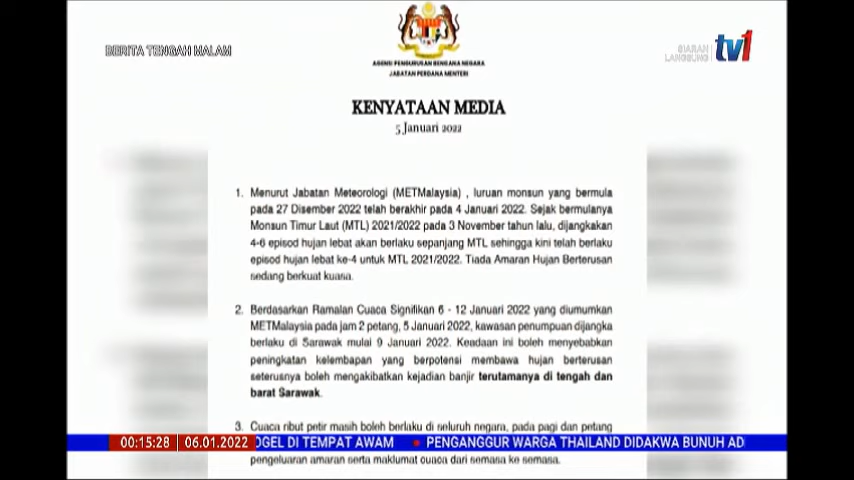 BERITA TENGAH MALAM
SIARAN
LANGSUNG
tv1
AGENSI PENGURUSAN BENCANA NEGARA
JABATAN PERDANA MENTERI
KENYATAAN MEDIA
5 Januari 2022
1. Menurut Jabatan Meteorologi (METMalaysia) , luruan monsun yang bermula
pada 27 Disember 2022 telah berakhir pada 4 Januari 2022. Sejak bermulanya
Monsun Timur Laut (MTL) 2021/2022 pada 3 November tahun lalu, dijangkakan
4-6 episod hujan lebat akan berlaku sepanjang MTL sehingga kini telah berlaku
episod hujan lebat ke-4 untuk MTL 2021/2022. Tiada Amaran Hujan Berterusan
sedang berkuat kuasa.
2. Berdasarkan Ramalan Cuaca Signifikan 6 - 12 Januari 2022 yang diumumkan
METMalaysia pada jam 2 petang, 5 Januari 2022, kawasan penumpuan dijangka
berlaku di Sarawak mulai 9 Januari 2022. Keadaan ini boleh menyebabkan
peningkatan kelembapan yang berpotensi membawa hujan berterusan
seterusnya boleh mengakibatkan kejadian banjir terutamanya di tengah dan
barat Sarawak.
3. Cuaca ribut petir masih boleh berlaku di seluruh negara, pada pagi dan petang
00:15:28 06.01.2022 OGEL DI TEMPAT AWAM • PENGANGGUR WARGA THAILAND DIDAKWA BUNUH AD
pengeluaran amaran serta maklumat cuaca dari semasa ke semasa.